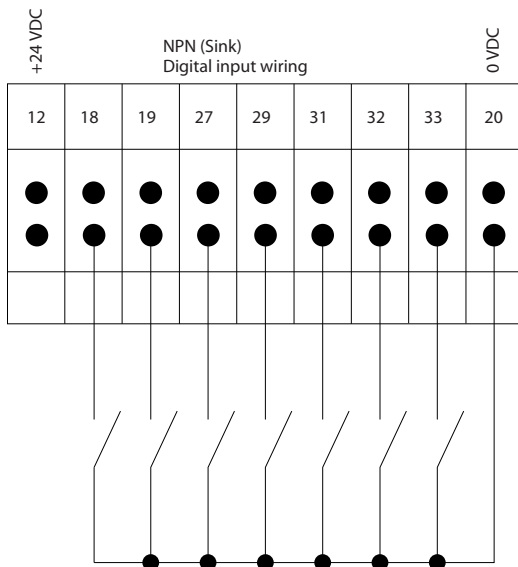 +24 VDC
NPN (Sink)
Digital input wiring
0 VDC
12 18 19 27 29 31 32 33 20